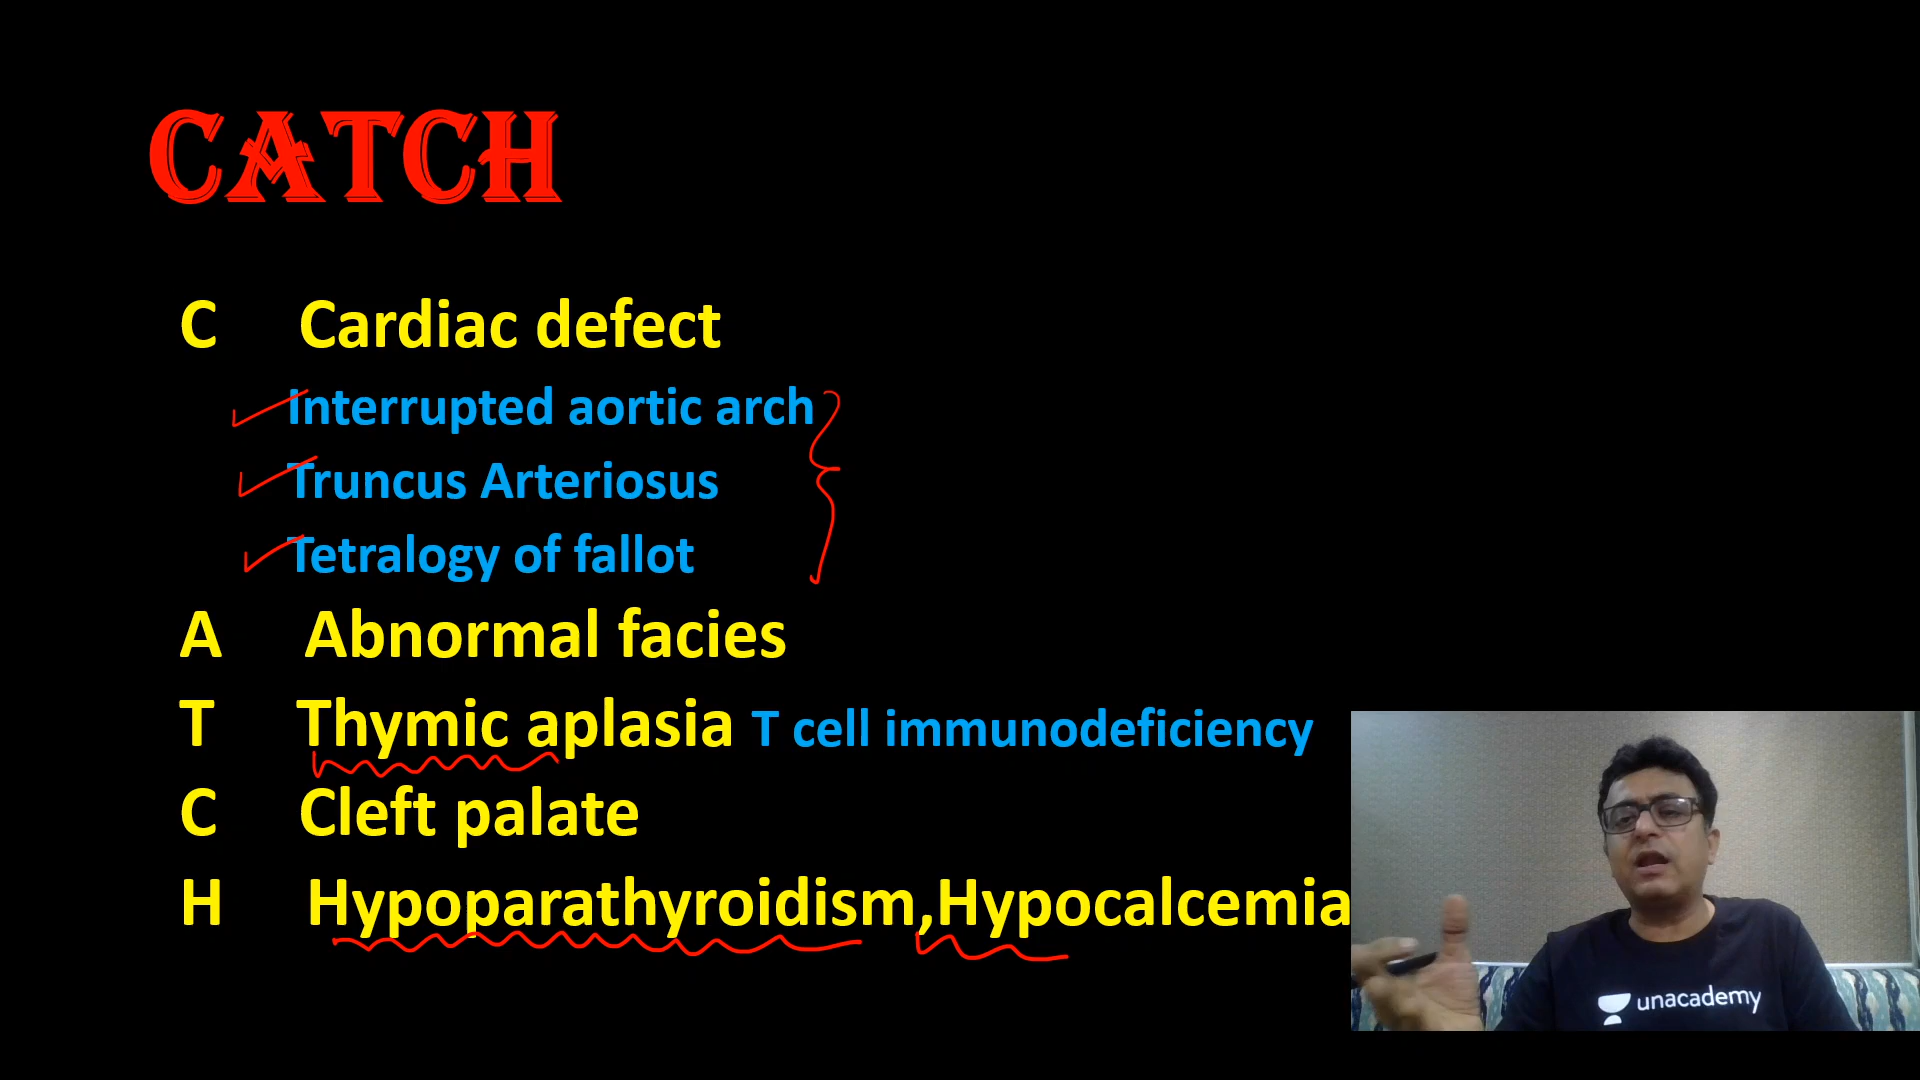 CATCH
C Cardiac defect
Interrupted aortic arch
Truncus Arteriosus
Tetralogy of fallot
A Abnormal facies
T Thymic aplasia T cell immunodeficiency
C Cleft palate
H Hypoparathyroidism,Hypocalcemia
unacademy